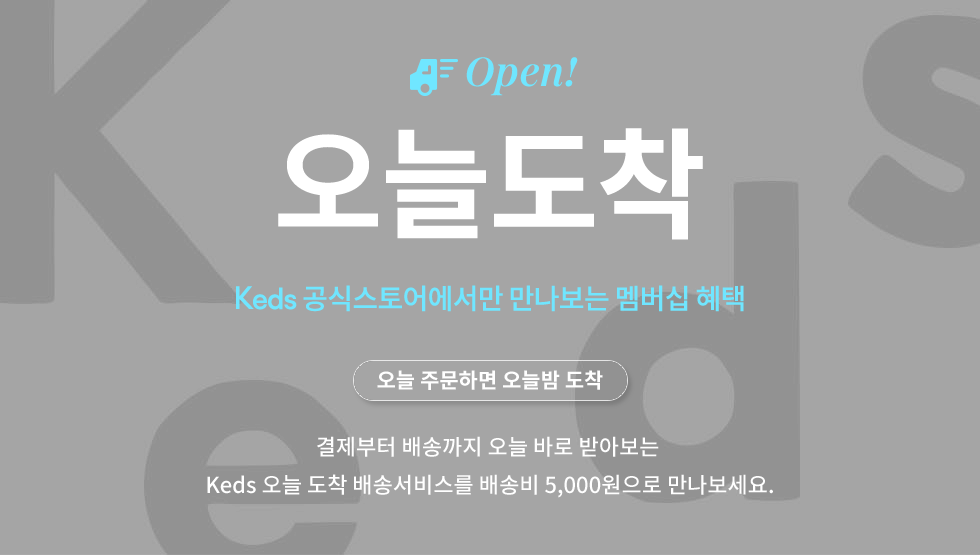 Open!
오늘도착
Keds 공식스토어에서만 만나보는 멤버십 혜택
오늘 주문하면 오늘밤 도착
결제부터 배송까지 오늘 바로 받아보는
Keds 오늘 도착 배송서비스를 배송비 5,000원으로 만나보세요.
Keds